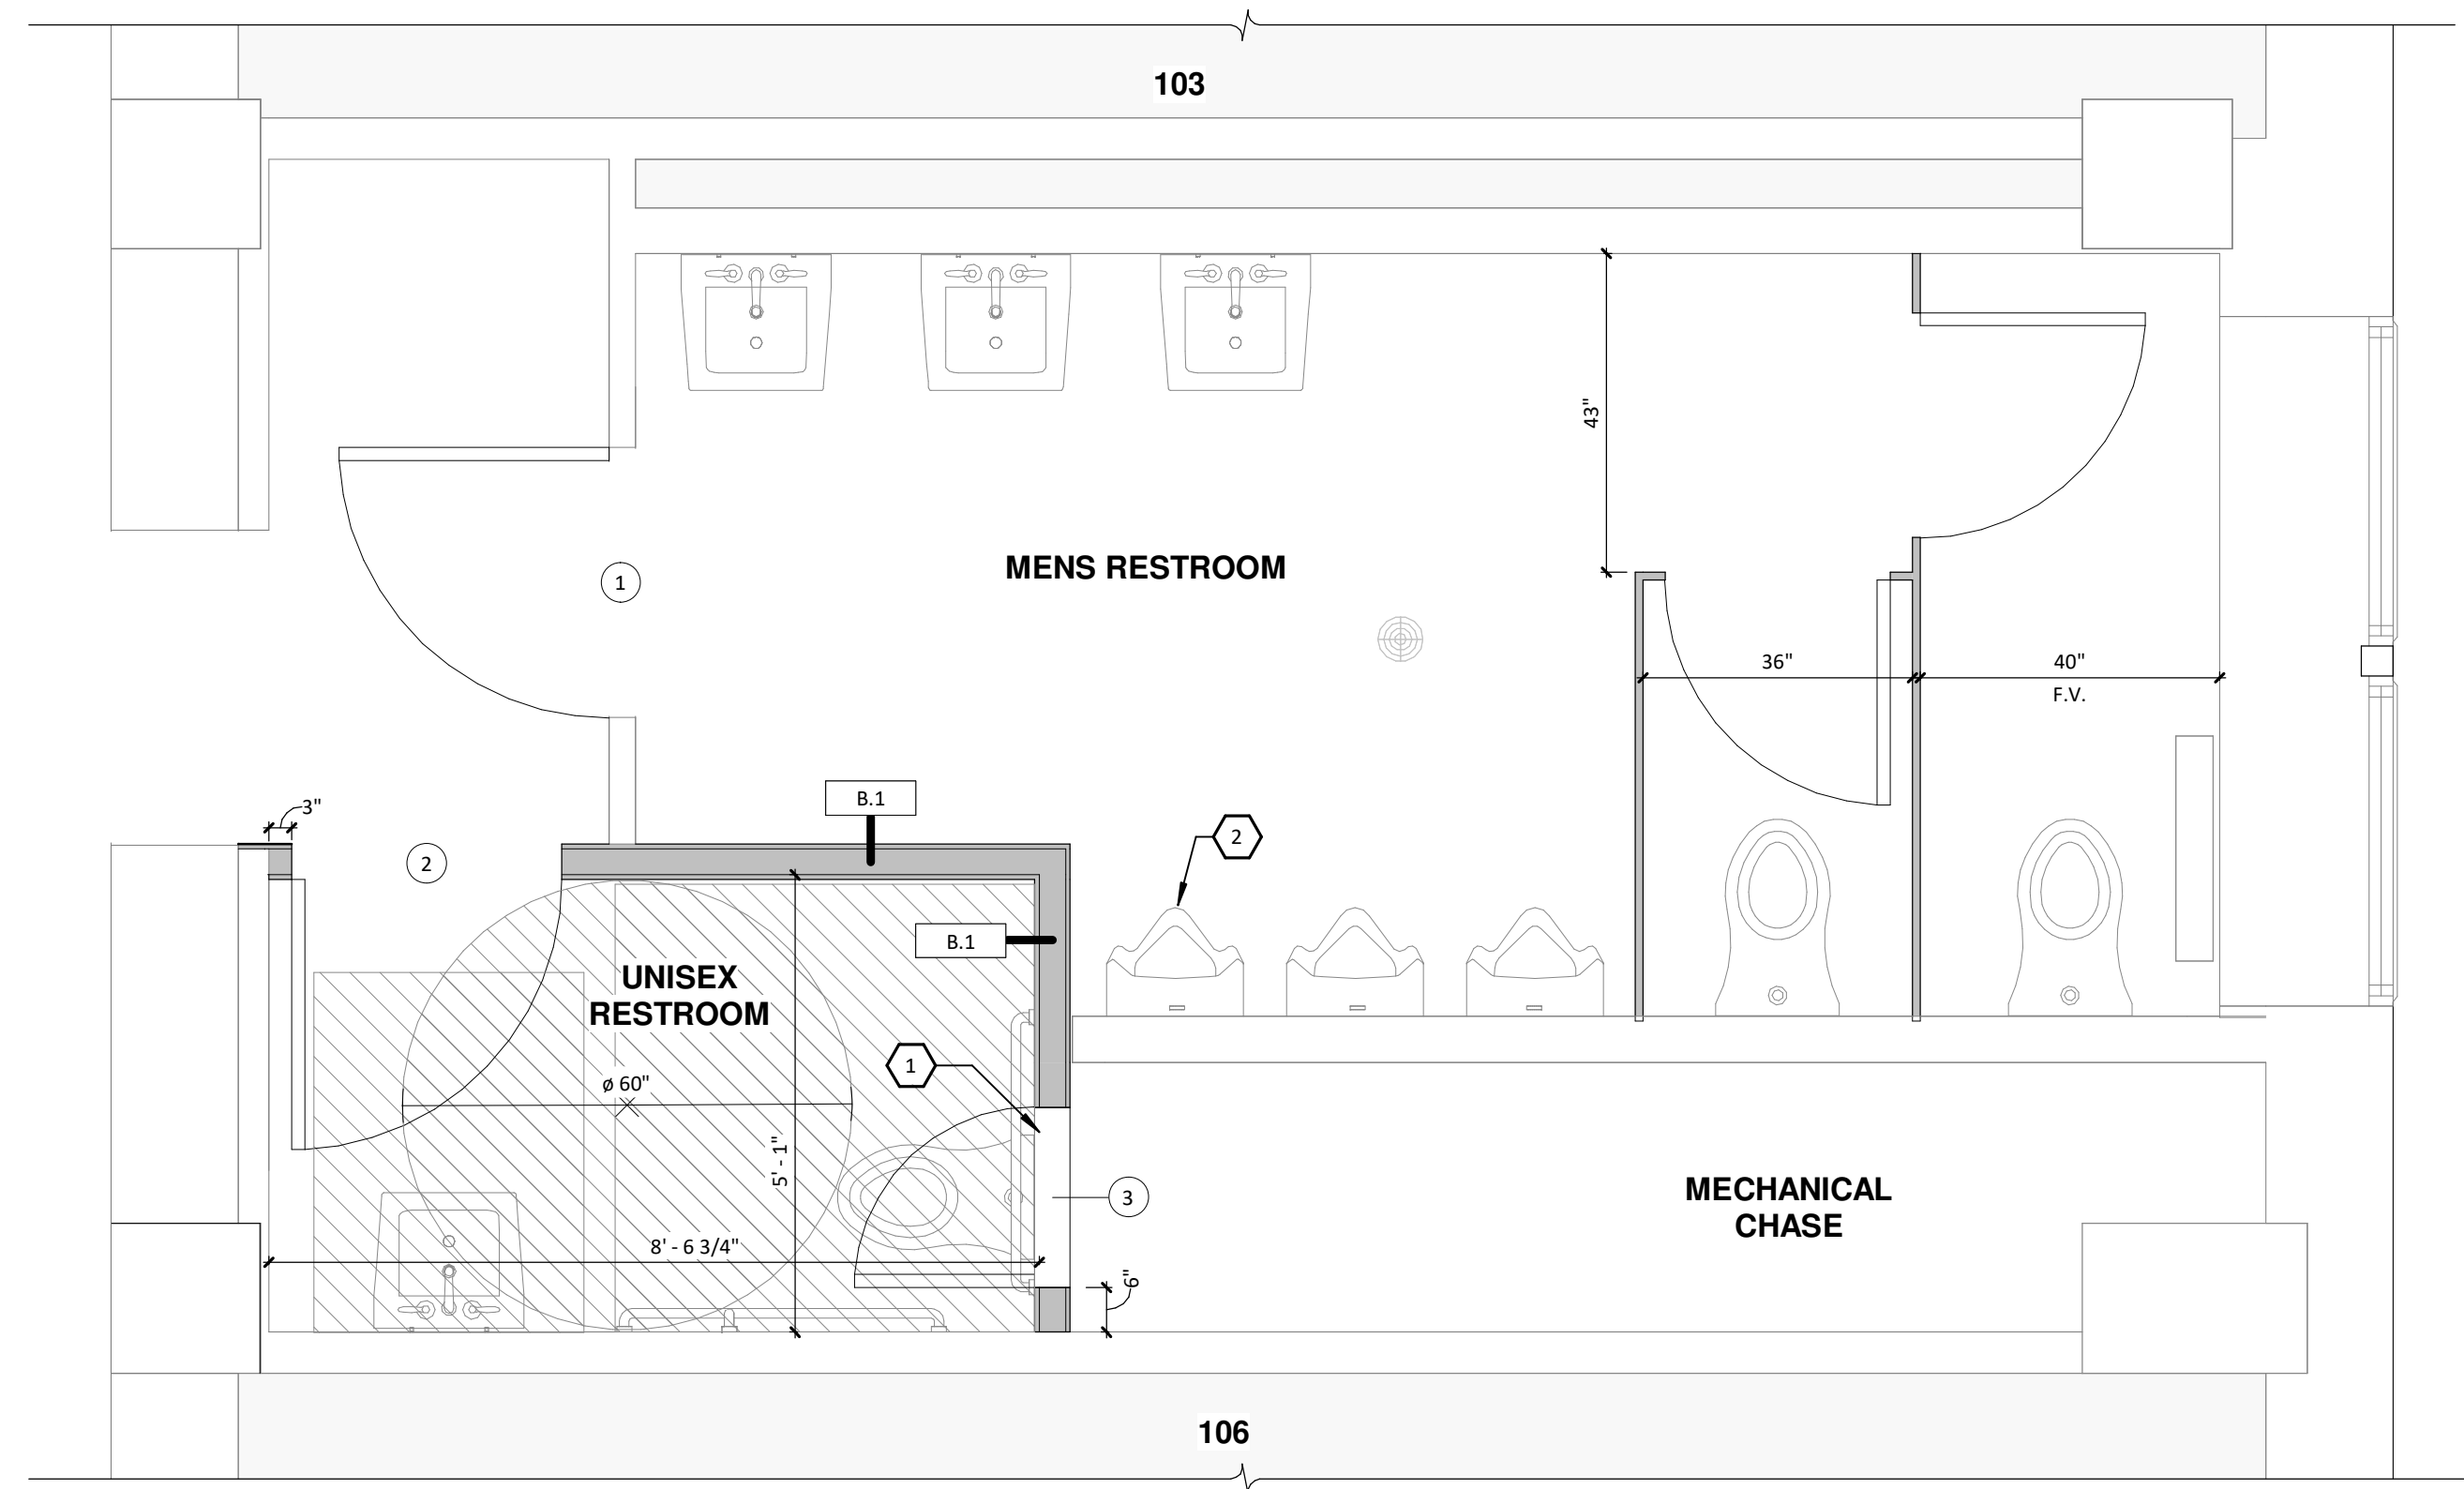 103
43"
MENS RESTROOM
1
36"
40"
F.V.
B.1
3"
2
2
B.1
UNISEX
RESTROOM
1
ø 60"
5' - 1"
3
MECHANICAL
CHASE
8' - 6 3/4"
6"
106